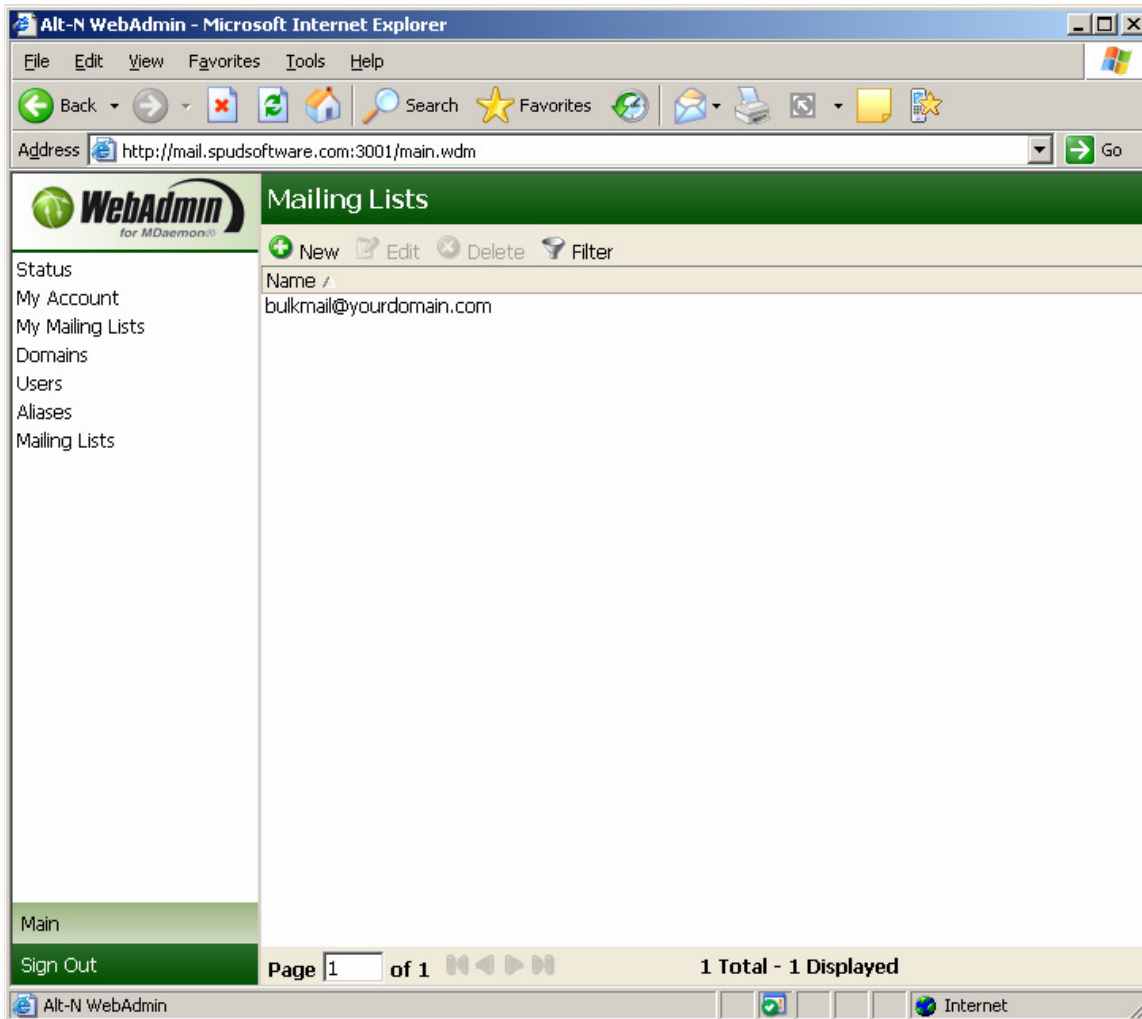 Alt-N WebAdmin - Microsoft Internet Explorer
File Edit View Favorites Tools Help
Back Search Favorites
Address http://mail.spudsoftware.com:3001/main.wdm Go
WebAdmin
for MDaemon®
Mailing Lists
New Edit Delete Filter
Name
bulkmail@yourdomain.com
Status
My Account
My Mailing Lists
Domains
Users
Aliases
Mailing Lists
Main
Sign Out
Page 1 of 1 1 Total - 1 Displayed
Alt-N WebAdmin Internet